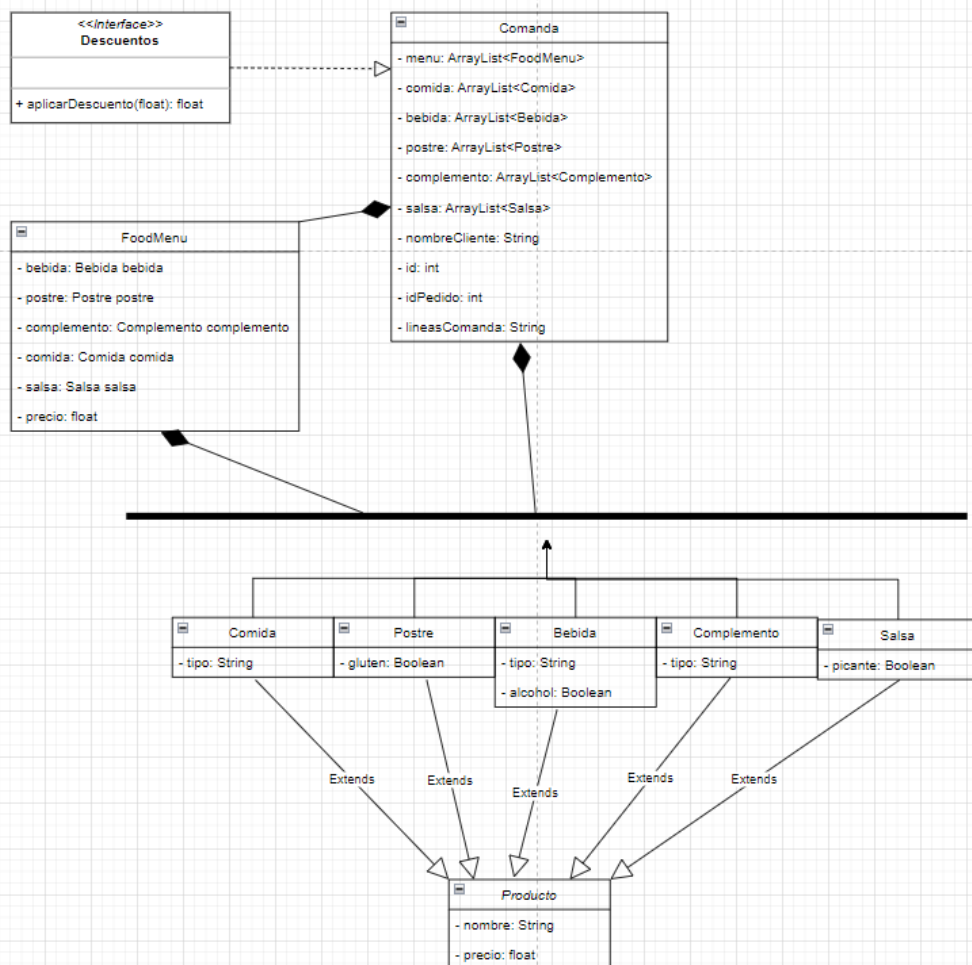 <<Interface>>
Descuentos
+ aplicarDescuento(float): float
Comanda
- menu: ArrayList<FoodMenu>
- comida: ArrayList<Comida>
- bebida: ArrayList<Bebida>
- postre: ArrayList<Postre>
- complemento: ArrayList<Complemento>
- salsa: ArrayList<Salsa>
- nombreCliente: String
- id: int
- idPedido: int
- lineasComanda: String
FoodMenu
- bebida: Bebida bebida
- postre: Postre postre
- complemento: Complemento complemento
- comida: Comida comida
- salsa: Salsa salsa
- precio: float
Comida
- tipo: String
Postre
- gluten: Boolean
Bebida
- tipo: String
- alcohol: Boolean
Complemento
- tipo: String
Salsa
- picante: Boolean
Extends
Extends
Extends
Extends
Extends
Producto
- nombre: String
- precio: float